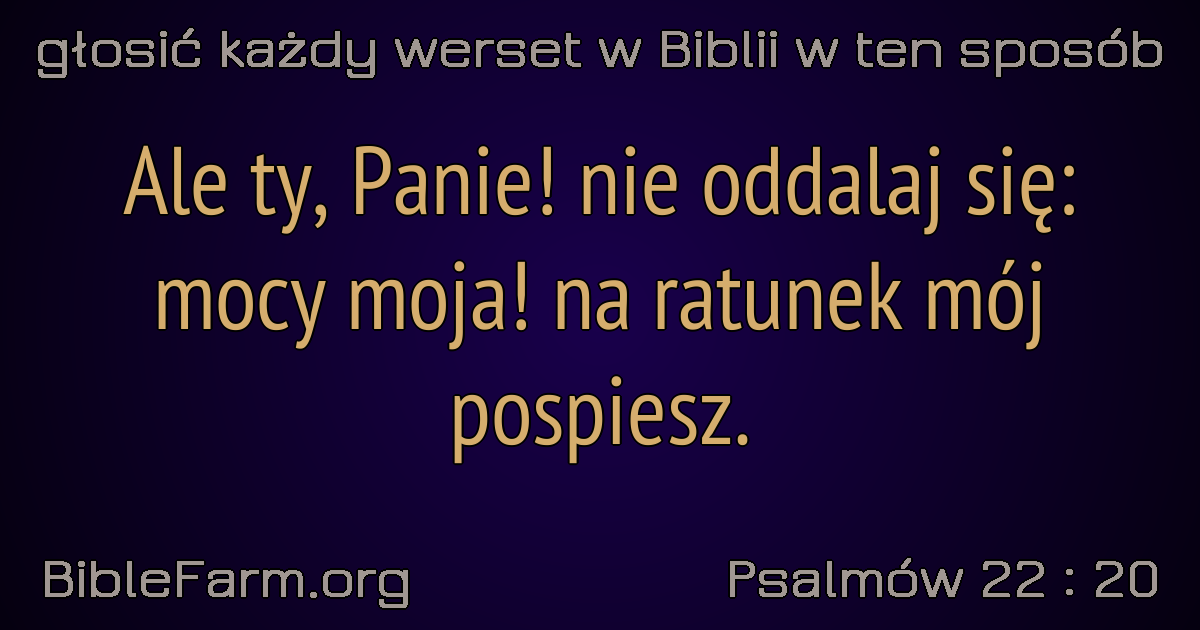 głosić każdy werset w Biblii w ten sposób
Ale ty, Panie! nie oddalaj się:
mocy moja! na ratunek mój
pospiesz.
BibleFarm.org
Psalmów 22 : 20